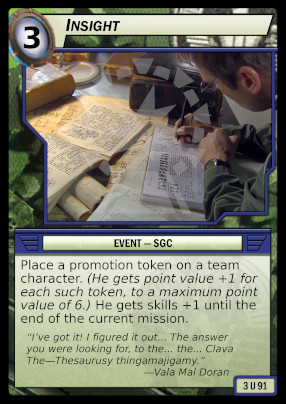 3
INSIGHT
EVENT – SGC
Place a promotion token on a team
character. (He gets point value +1 for
each such token, to a maximum point
value of 6.) He gets skills +1 until the
end of the current mission.
“I’ve got it! I figured it out... The answer
you were looking for, to the... the... Clava
The—Thesaurusy thingamajigamy.”
—Vala Mal Doran
3 U 91